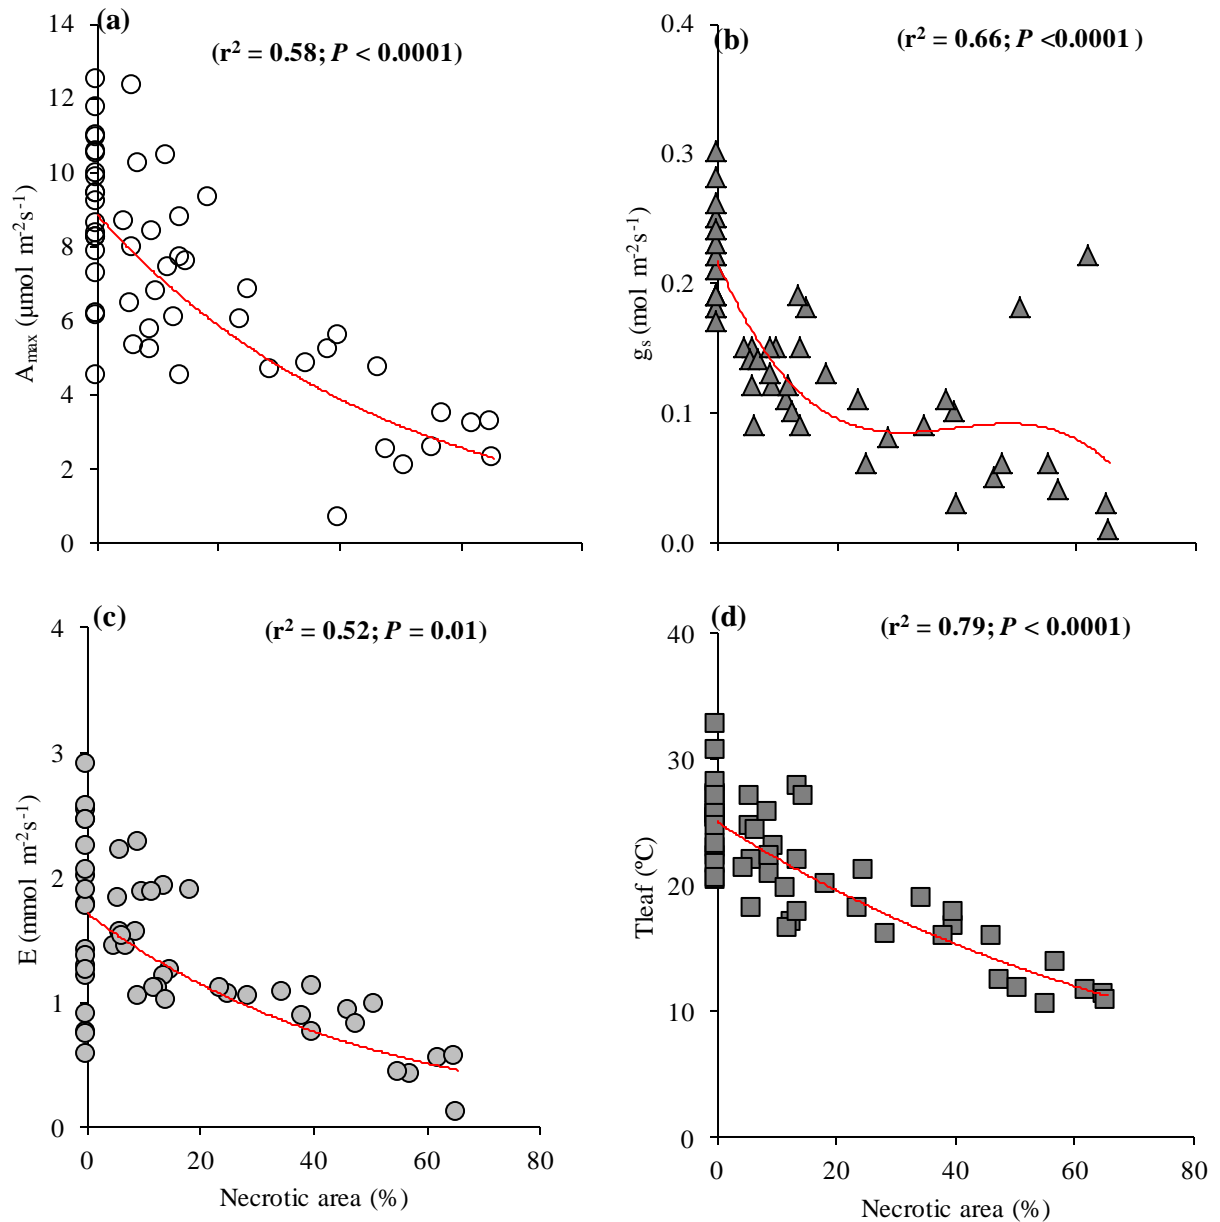 (a)
(r² = 0.58; P < 0.0001)
14
12
10
8
6
4
2
0
Amax (µmol m-2s-1)
(b)
(r² = 0.66; P <0.0001 )
0.4
0.3
0.2
0.1
0.0
gs (mol m-2s-1)
(c)
(r² = 0.52; P = 0.01)
4
3
2
1
0
E (mmol m-2s-1)
0 20 40 60 80
Necrotic area (%)
(d)
(r² = 0.79; P < 0.0001)
40
30
20
10
0
Tleaf (ºC)
0 20 40 60 80
Necrotic area (%)